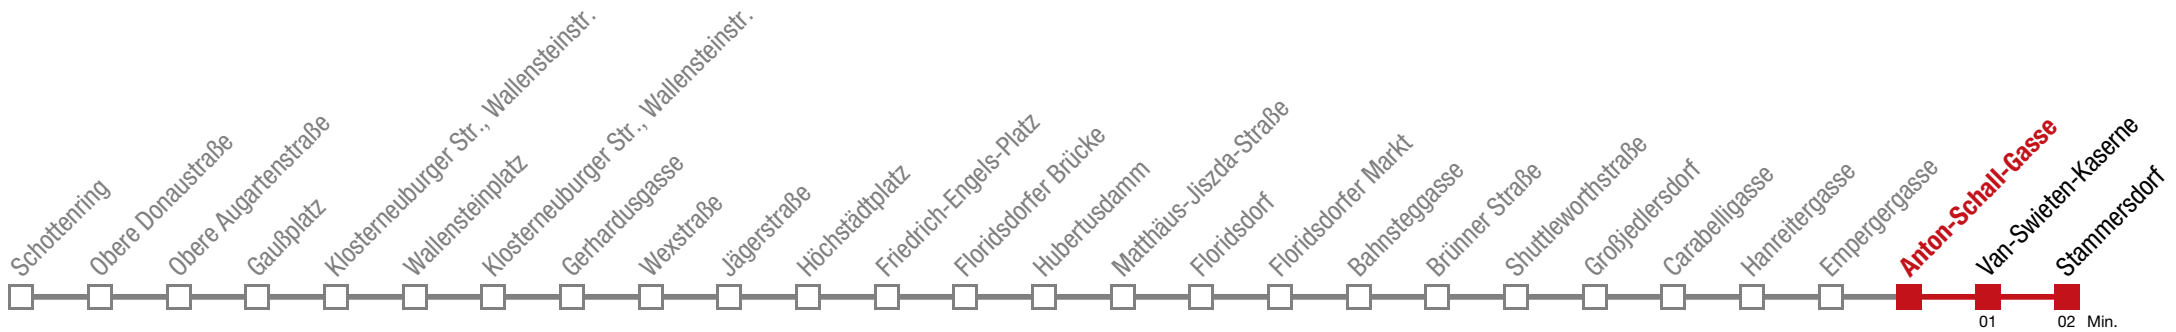 Schottenring
Obere Donaustraße
Obere Augartenstraße
Gaußplatz
Klosterneuburger Str., Wallensteinstr.
Wallensteinplatz
Klosterneuburger Str., Wallensteinstr.
Gerhardusgasse
Wexstraße
Jägerstraße
Höchstädtplatz
Friedrich-Engels-Platz
Floridsdorfer Brücke
Hubertusdamm
Matthäus-Jiszda-Straße
Floridsdorf
Floridsdorfer Markt
Bahnsteggasse
Brünner Straße
Shuttleworthstraße
Großjedlersdorf
Carabelligasse
Hanreitergasse
Empergergasse
Anton-Schall-Gasse
Van-Swieten-Kaserne
Stammersdorf
01 02 Min.